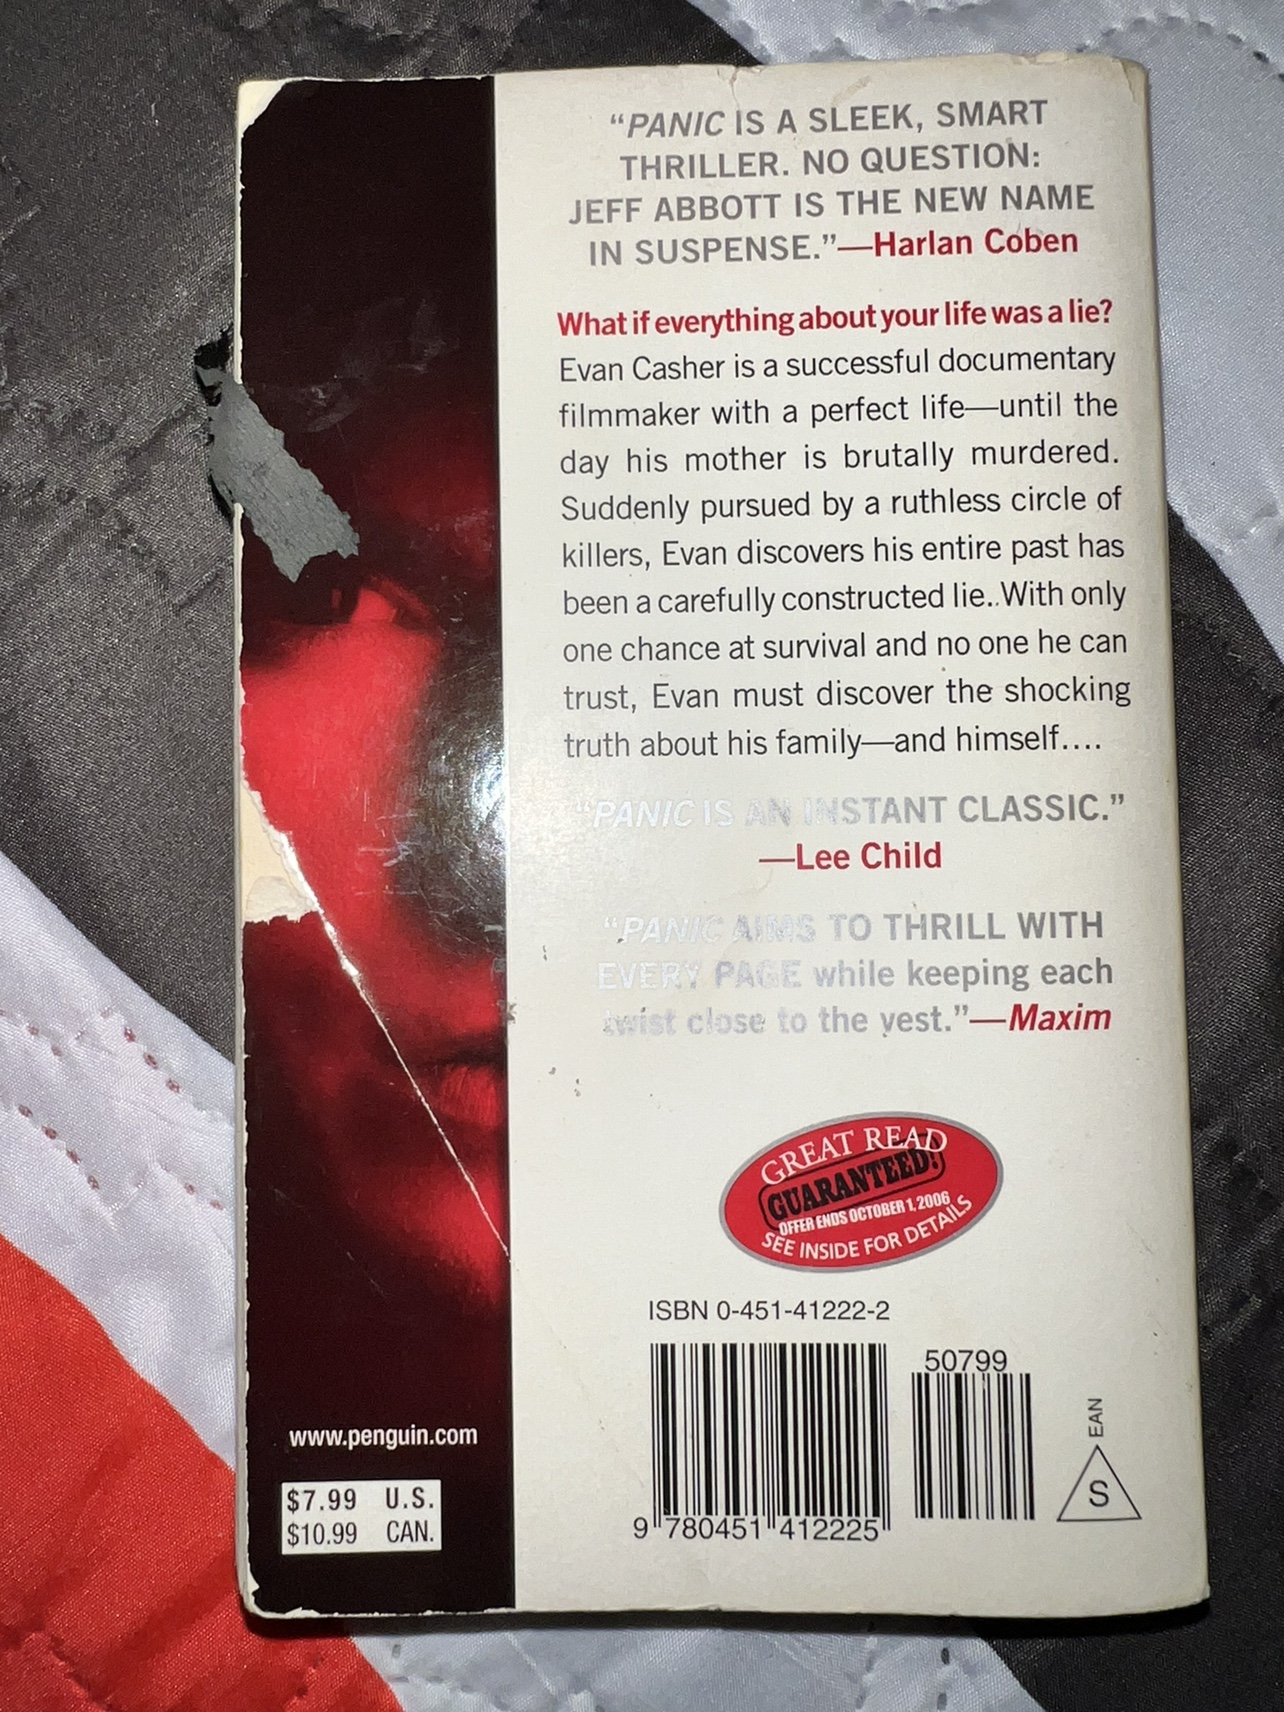 “PANIC IS A SLEEK, SMART
THRILLER. NO QUESTION:
JEFF ABBOTT IS THE NEW NAME
IN SUSPENSE.”—Harlan Coben
What if everything about your life was a lie?
Evan Casher is a successful documentary
filmmaker with a perfect life—until the
day his mother is brutally murdered.
Suddenly pursued by a ruthless circle of
killers, Evan discovers his entire past has
been a carefully constructed lie. With only
one chance at survival and no one he can
trust, Evan must discover the shocking
truth about his family—and himself....
“PANIC IS AN INSTANT CLASSIC.”
—Lee Child
“PANIC AIMS TO THRILL WITH
EVERY PAGE while keeping each
twist close to the vest.”—Maxim
GREAT READ
GUARANTEED!
OFFER ENDS OCTOBER 1, 2006
SEE INSIDE FOR DETAILS
ISBN 0-451-41222-2
50799
9 780451 412225
EAN
S
www.penguin.com
$7.99 U.S.
$10.99 CAN.